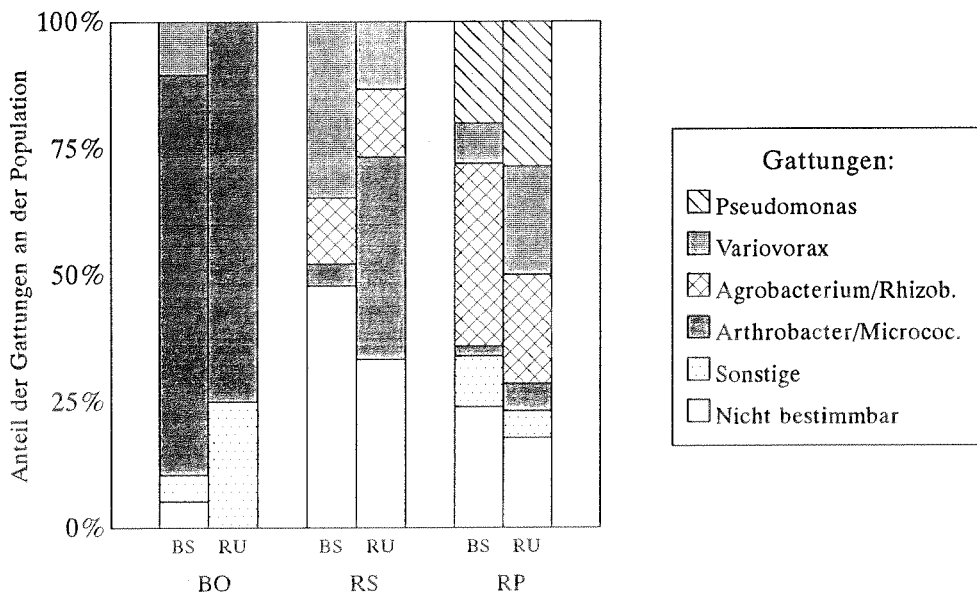 Anteil der Gattungen an der Population
100%
75%
50%
25%
0%
BS RU BS RU BS RU
BO RS RP
Gattungen:
Pseudomonas
Variovorax
Agrobacterium/Rhizob.
Arthrobacter/Micrococ.
Sonstige
Nicht bestimmbar